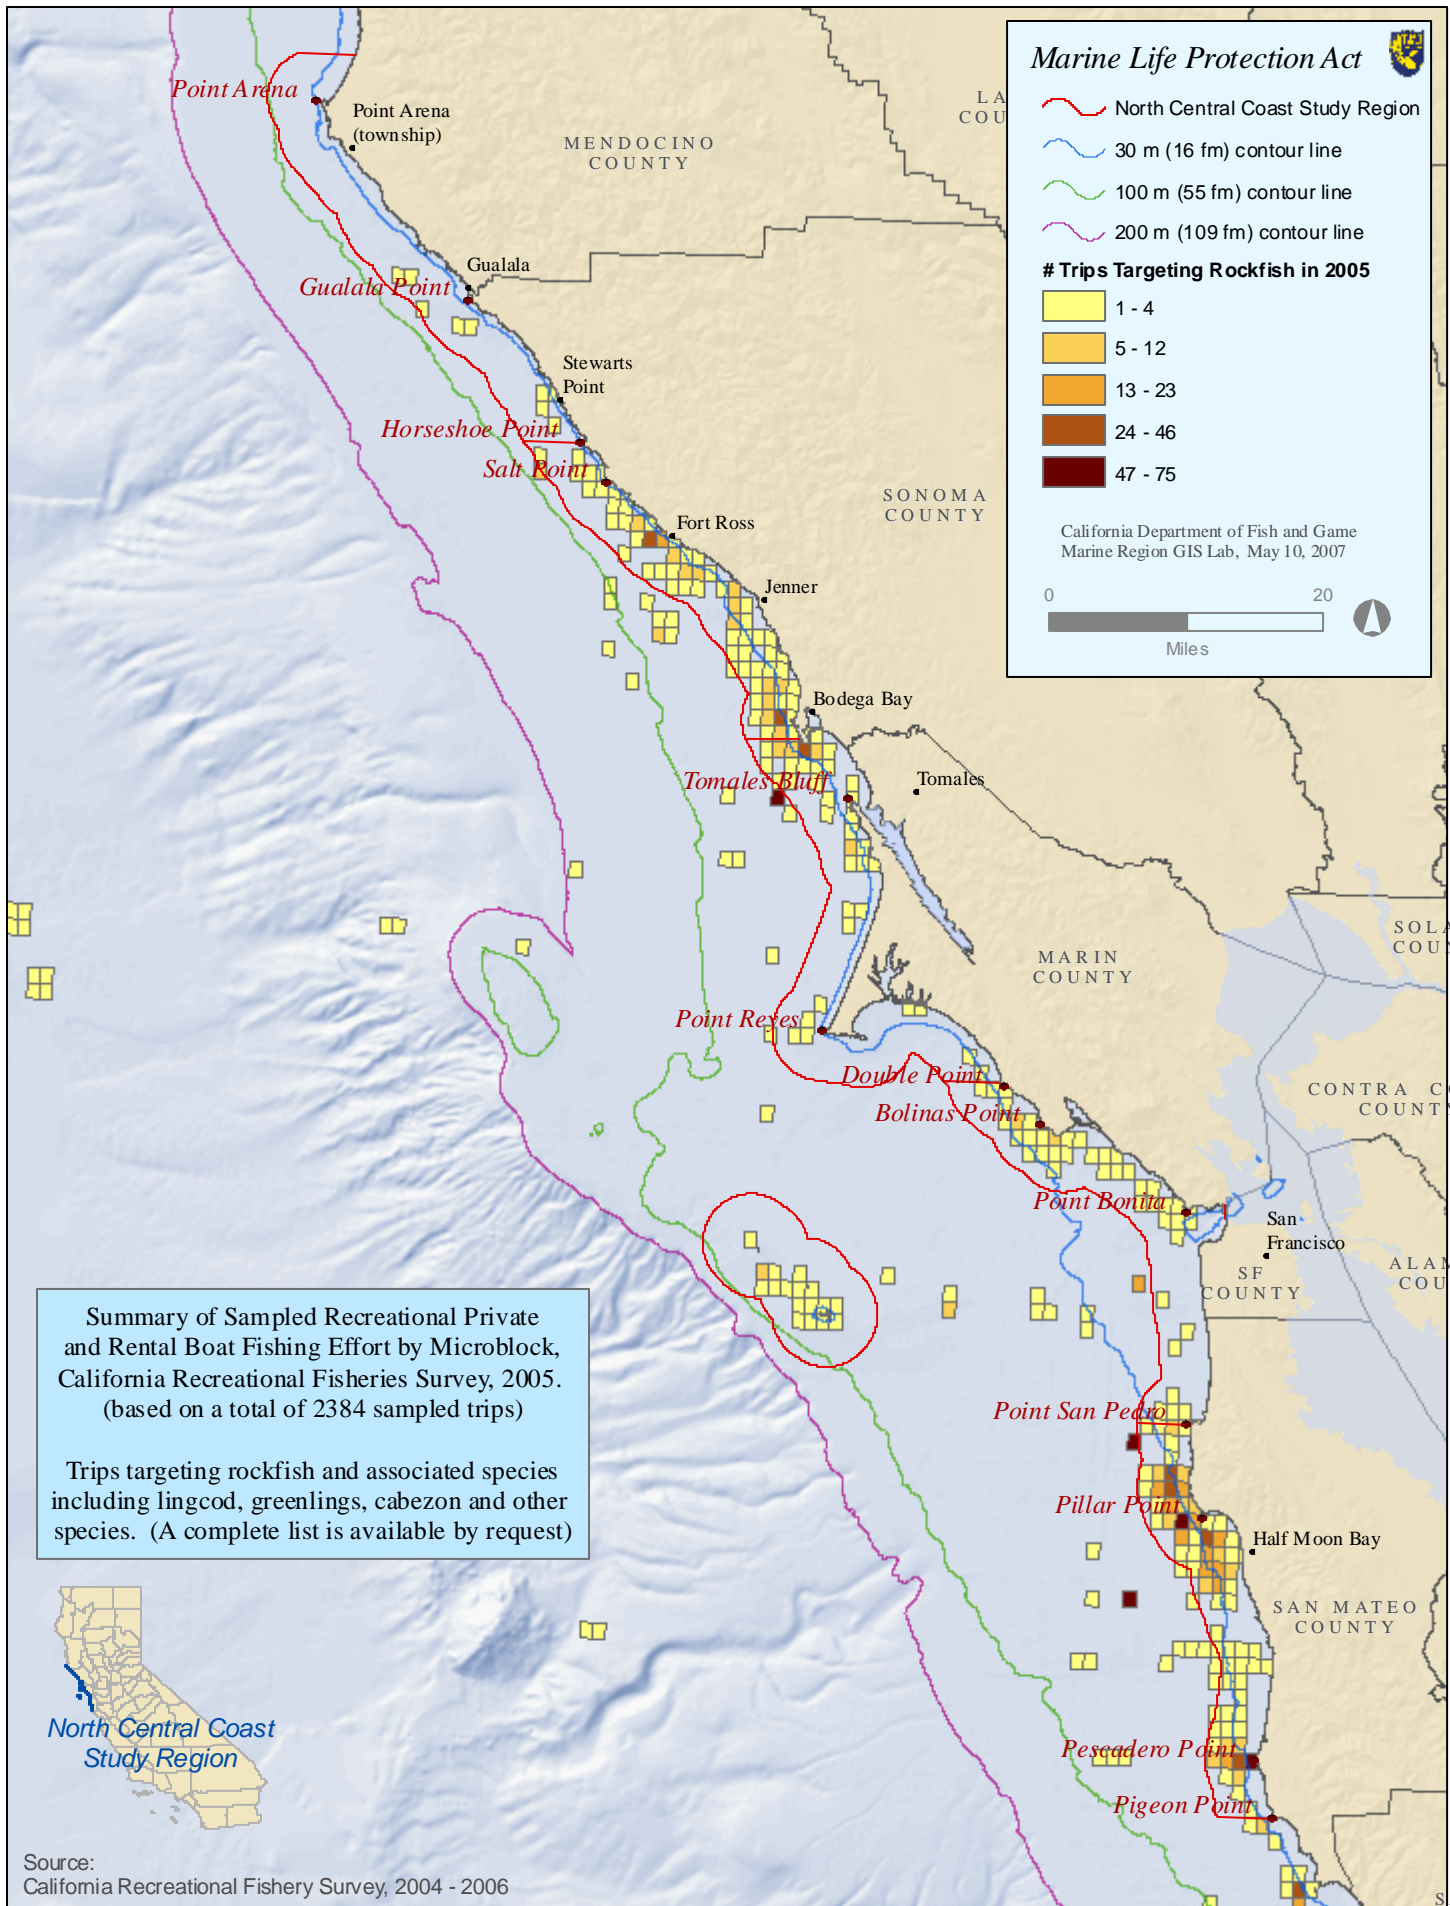 Marine Life Protection Act
North Central Coast Study Region
30 m (16 fm) contour line
100 m (55 fm) contour line
200 m (109 fm) contour line
# Trips Targeting Rockfish in 2005
1 - 4
5 - 12
13 - 23
24 - 46
47 - 75
California Department of Fish and Game
Marine Region GIS Lab, May 10, 2007
0 20
Miles
LA
COU
Point Arena
Point Arena
(township)
MENDOCINO
COUNTY
Gualala
Gualala Point
Stewarts
Point
Horseshoe Point
Salt Point
SONOMA
COUNTY
Fort Ross
Jenner
Bodega Bay
Tomales Bluff
Tomales
SOLA
COUN
MARIN
COUNTY
Point Reyes
Double Point
Bolinas Point
CONTRA CO
COUNTY
Point Bonita
San
Francisco
SF
COUNTY
ALAM
COU
Point San Pedro
Pillar Point
Half Moon Bay
SAN MATEO
COUNTY
Pescadero Point
Pigeon Point
S
Summary of Sampled Recreational Private
and Rental Boat Fishing Effort by Microblock,
California Recreational Fisheries Survey, 2005.
(based on a total of 2384 sampled trips)
Trips targeting rockfish and associated species
including lingcod, greenlings, cabezon and other
species. (A complete list is available by request)
North Central Coast
Study Region
Source:
California Recreational Fishery Survey, 2004 - 2006